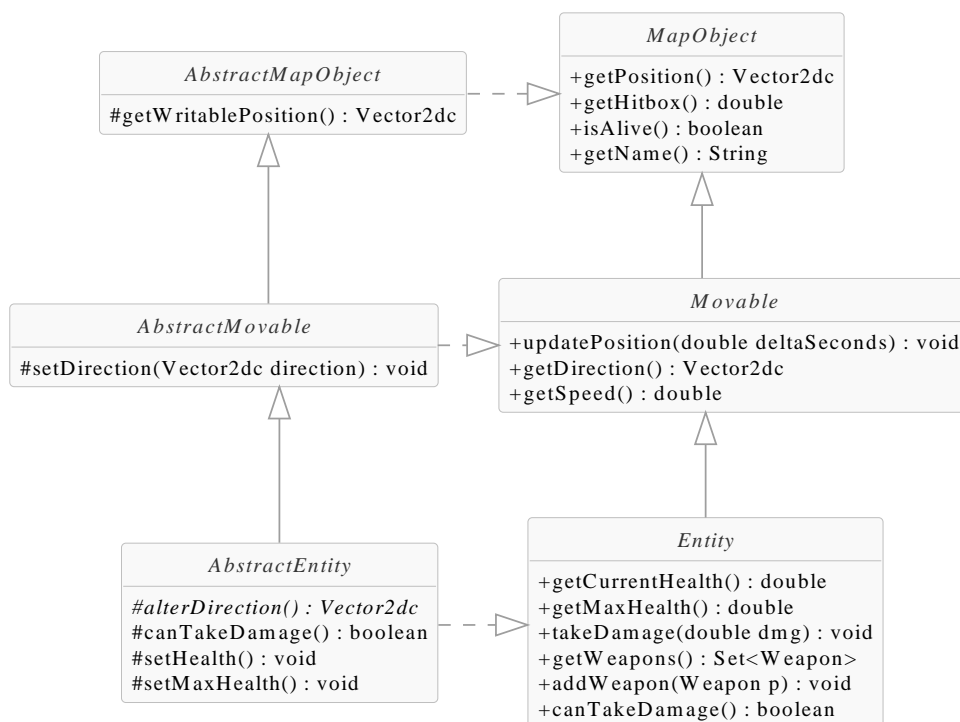 AbstractMapObject
#getWritablePosition() : Vector2dc
MapObject
+getPosition() : Vector2dc
+getHitbox() : double
+isAlive() : boolean
+getName() : String
AbstractMovable
#setDirection(Vector2dc direction) : void
Movable
+updatePosition(double deltaSeconds) : void
+getDirection() : Vector2dc
+getSpeed() : double
AbstractEntity
#alterDirection() : Vector2dc
#canTakeDamage() : boolean
#setHealth() : void
#setMaxHealth() : void
Entity
+getCurrentHealth() : double
+getMaxHealth() : double
+takeDamage(double dmg) : void
+getWeapons() : Set<Weapon>
+addWeapon(Weapon p) : void
+canTakeDamage() : boolean